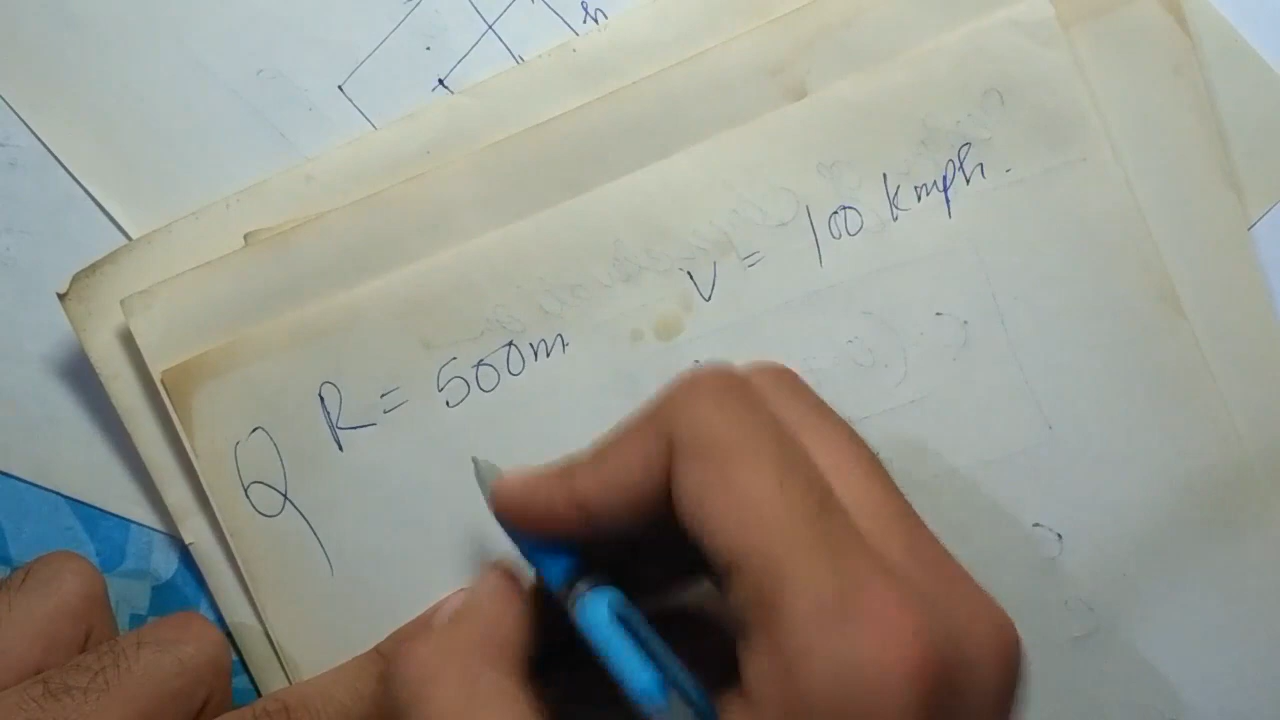 h
Q R = 500m V = 100 kmph.